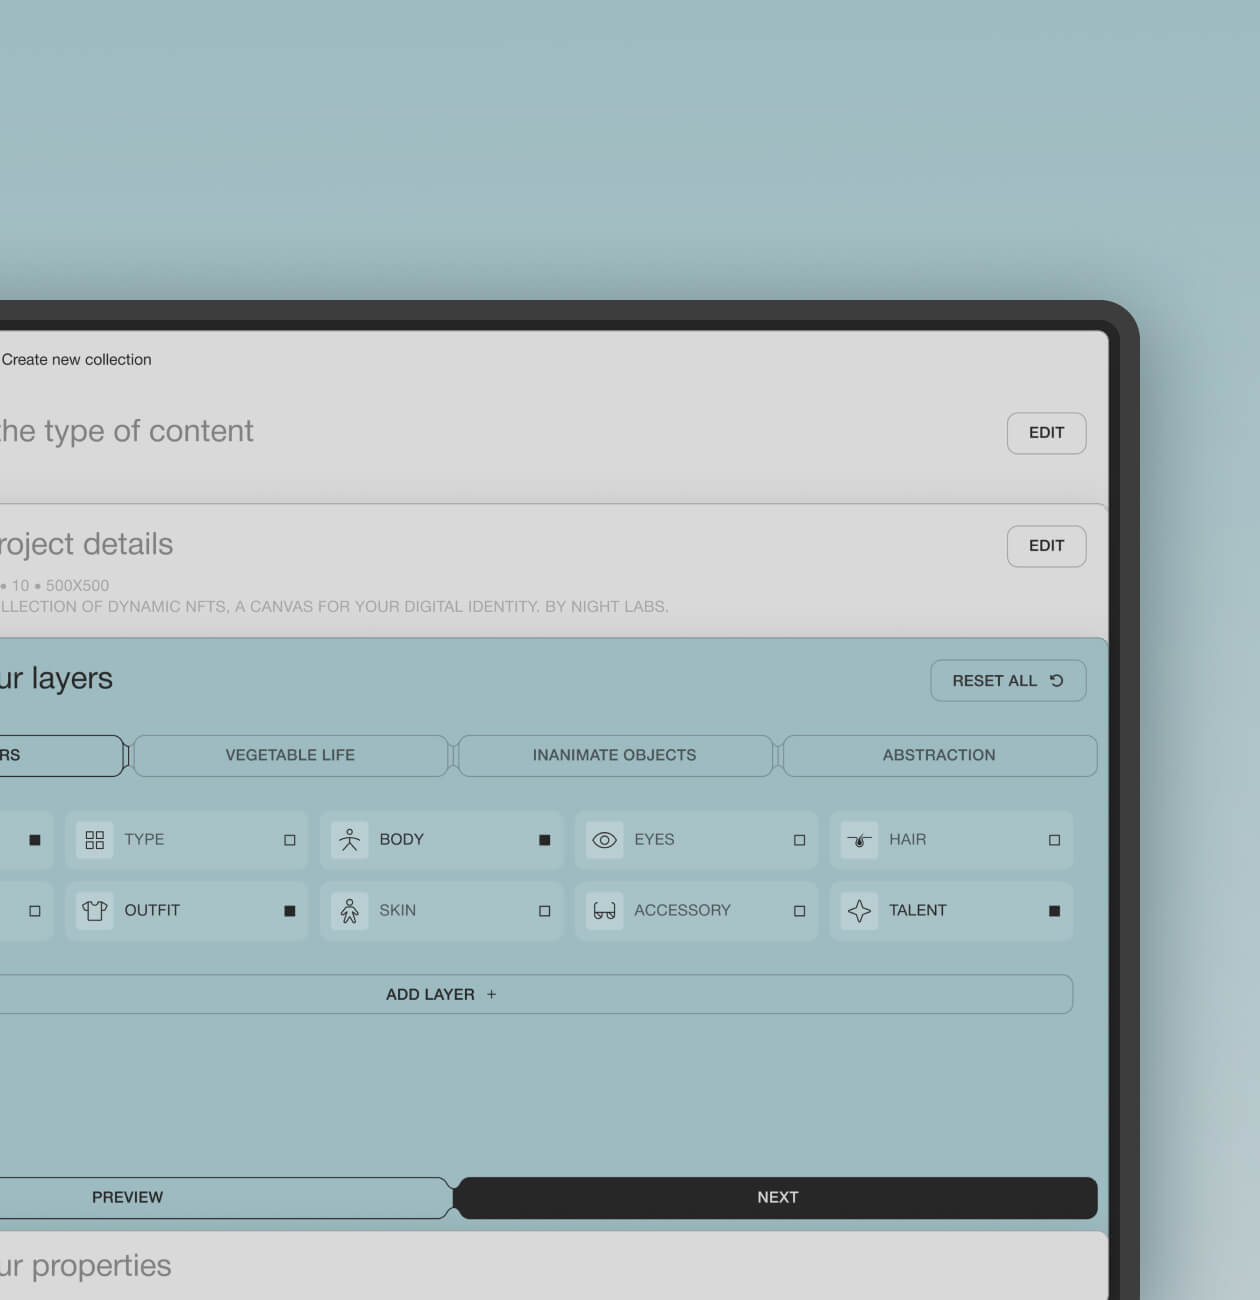 Create new collection
the type of content
EDIT
roject details
EDIT
• 10 • 500X500
LLECTION OF DYNAMIC NFTS, A CANVAS FOR YOUR DIGITAL IDENTITY. BY NIGHT LABS.
ur layers
RESET ALL
RS
VEGETABLE LIFE
INANIMATE OBJECTS
ABSTRACTION
TYPE
BODY
EYES
HAIR
OUTFIT
SKIN
ACCESSORY
TALENT
ADD LAYER +
PREVIEW
NEXT
ur properties